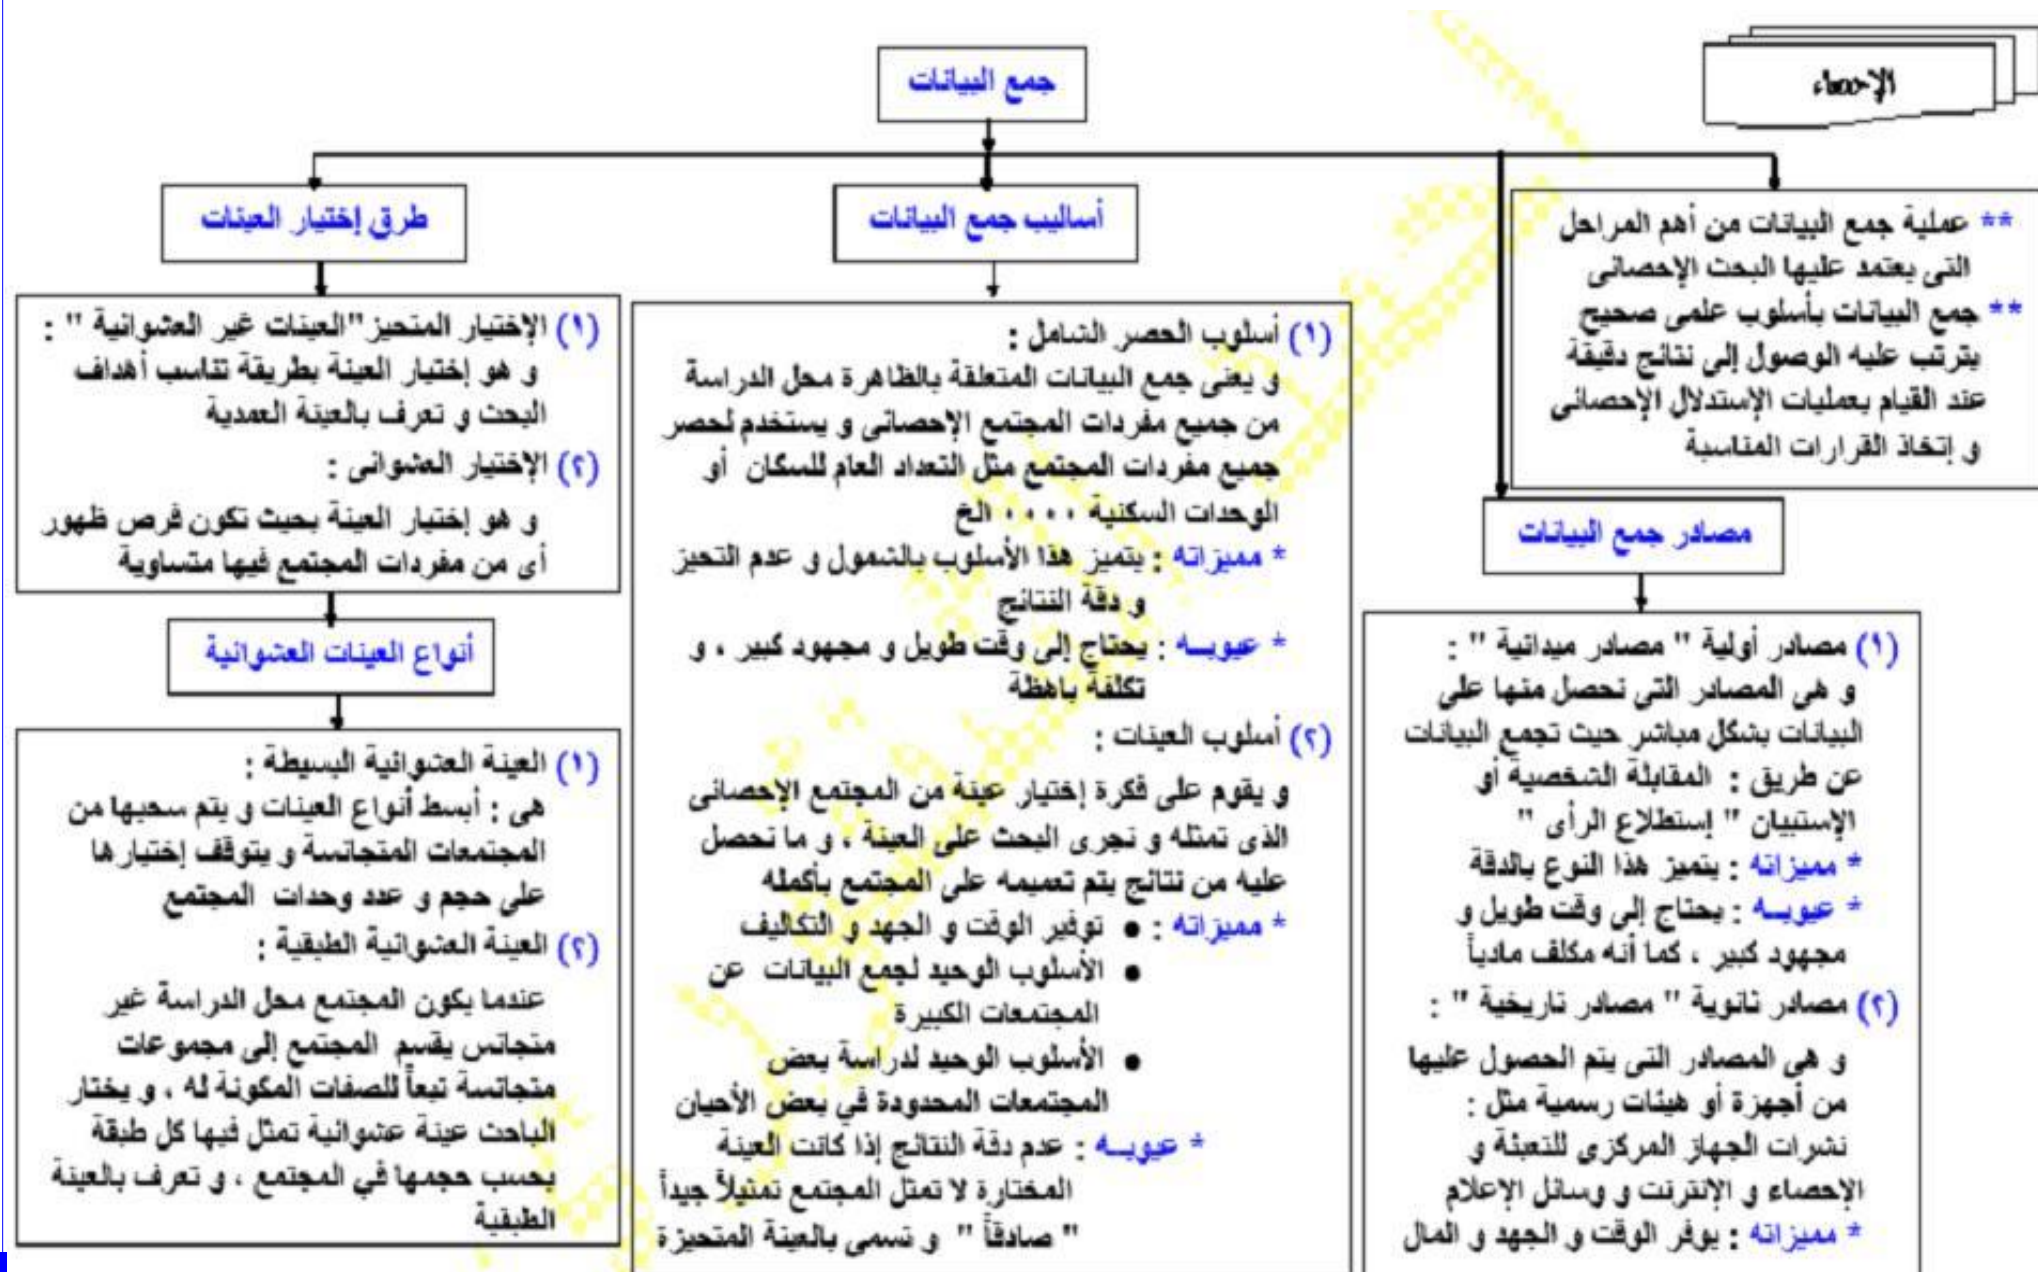 الإحصاء
جمع البيانات
** عملية جمع البيانات من أهم المراحل
التى يعتمد عليها البحث الإحصائى
** جمع البيانات بأسلوب علمى صحيح
يترتب عليه الوصول إلى نتائج دقيقة
عند القيام بعمليات الإستدلال الإحصائى
و إتخاذ القرارات المناسبة
مصادر جمع البيانات
(١) مصادر أولية " مصادر ميدانية " :
و هى المصادر التى نحصل منها على
البيانات بشكل مباشر حيث تجمع البيانات
عن طريق : المقابلة الشخصية أو
الإستبيان " إستطلاع الرأى "
* مميزاته : يتميز هذا النوع بالدقة
* عيوبــه : يحتاج إلى وقت طويل و
مجهود كبير ، كما أنه مكلف مادياً
(٢) مصادر ثانوية " مصادر تاريخية " :
و هى المصادر التى يتم الحصول عليها
من أجهزة أو هيئات رسمية مثل :
نشرات الجهاز المركزى للتعبئة و
الإحصاء و الإنترنت و وسائل الإعلام
* مميزاته : يوفر الوقت و الجهد و المال
أساليب جمع البيانات
(١) أسلوب الحصر الشامل :
و يعنى جمع البيانات المتعلقة بالظاهرة محل الدراسة
من جميع مفردات المجتمع الإحصائى و يستخدم لحصر
جميع مفردات المجتمع مثل التعداد العام للسكان أو
الوحدات السكنية ٠٠٠٠ الخ
* مميزاته : يتميز هذا الأسلوب بالشمول و عدم التحيز
و دقة النتائج
* عيوبــه : يحتاج إلى وقت طويل و مجهود كبير ، و
تكلفة باهظة
(٢) أسلوب العينات :
و يقوم على فكرة إختيار عينة من المجتمع الإحصائى
الذى تمثله و نجرى البحث على العينة ، و ما نحصل
عليه من نتائج يتم تعميمه على المجتمع بأكمله
* مميزاته : ● توفير الوقت و الجهد و التكاليف
● الأسلوب الوحيد لجمع البيانات عن
المجتمعات الكبيرة
● الأسلوب الوحيد لدراسة بعض
المجتمعات المحدودة في بعض الأحيان
* عيوبــه : عدم دقة النتائج إذا كانت العينة
المختارة لا تمثل المجتمع تمثيلاً جيداً
" صادقاً " و تسمى بالعينة المتحيزة
طرق إختيار العينات
(١) الإختيار المتحيز "العينات غير العشوائية " :
و هو إختيار العينة بطريقة تناسب أهداف
البحث و تعرف بالعينة العمدية
(٢) الإختيار العشوائى :
و هو إختيار العينة بحيث تكون فرص ظهور
أى من مفردات المجتمع فيها متساوية
أنواع العينات العشوائية
(١) العينة العشوائية البسيطة :
هى : أبسط أنواع العينات و يتم سحبها من
المجتمعات المتجانسة و يتوقف إختيارها
على حجم و عدد وحدات المجتمع
(٢) العينة العشوائية الطبقية :
عندما يكون المجتمع محل الدراسة غير
متجانس يقسم المجتمع إلى مجموعات
متجانسة تبعاً للصفات المكونة له ، و يختار
الباحث عينة عشوائية تمثل فيها كل طبقة
بحسب حجمها في المجتمع ، و تعرف بالعينة
الطبقية